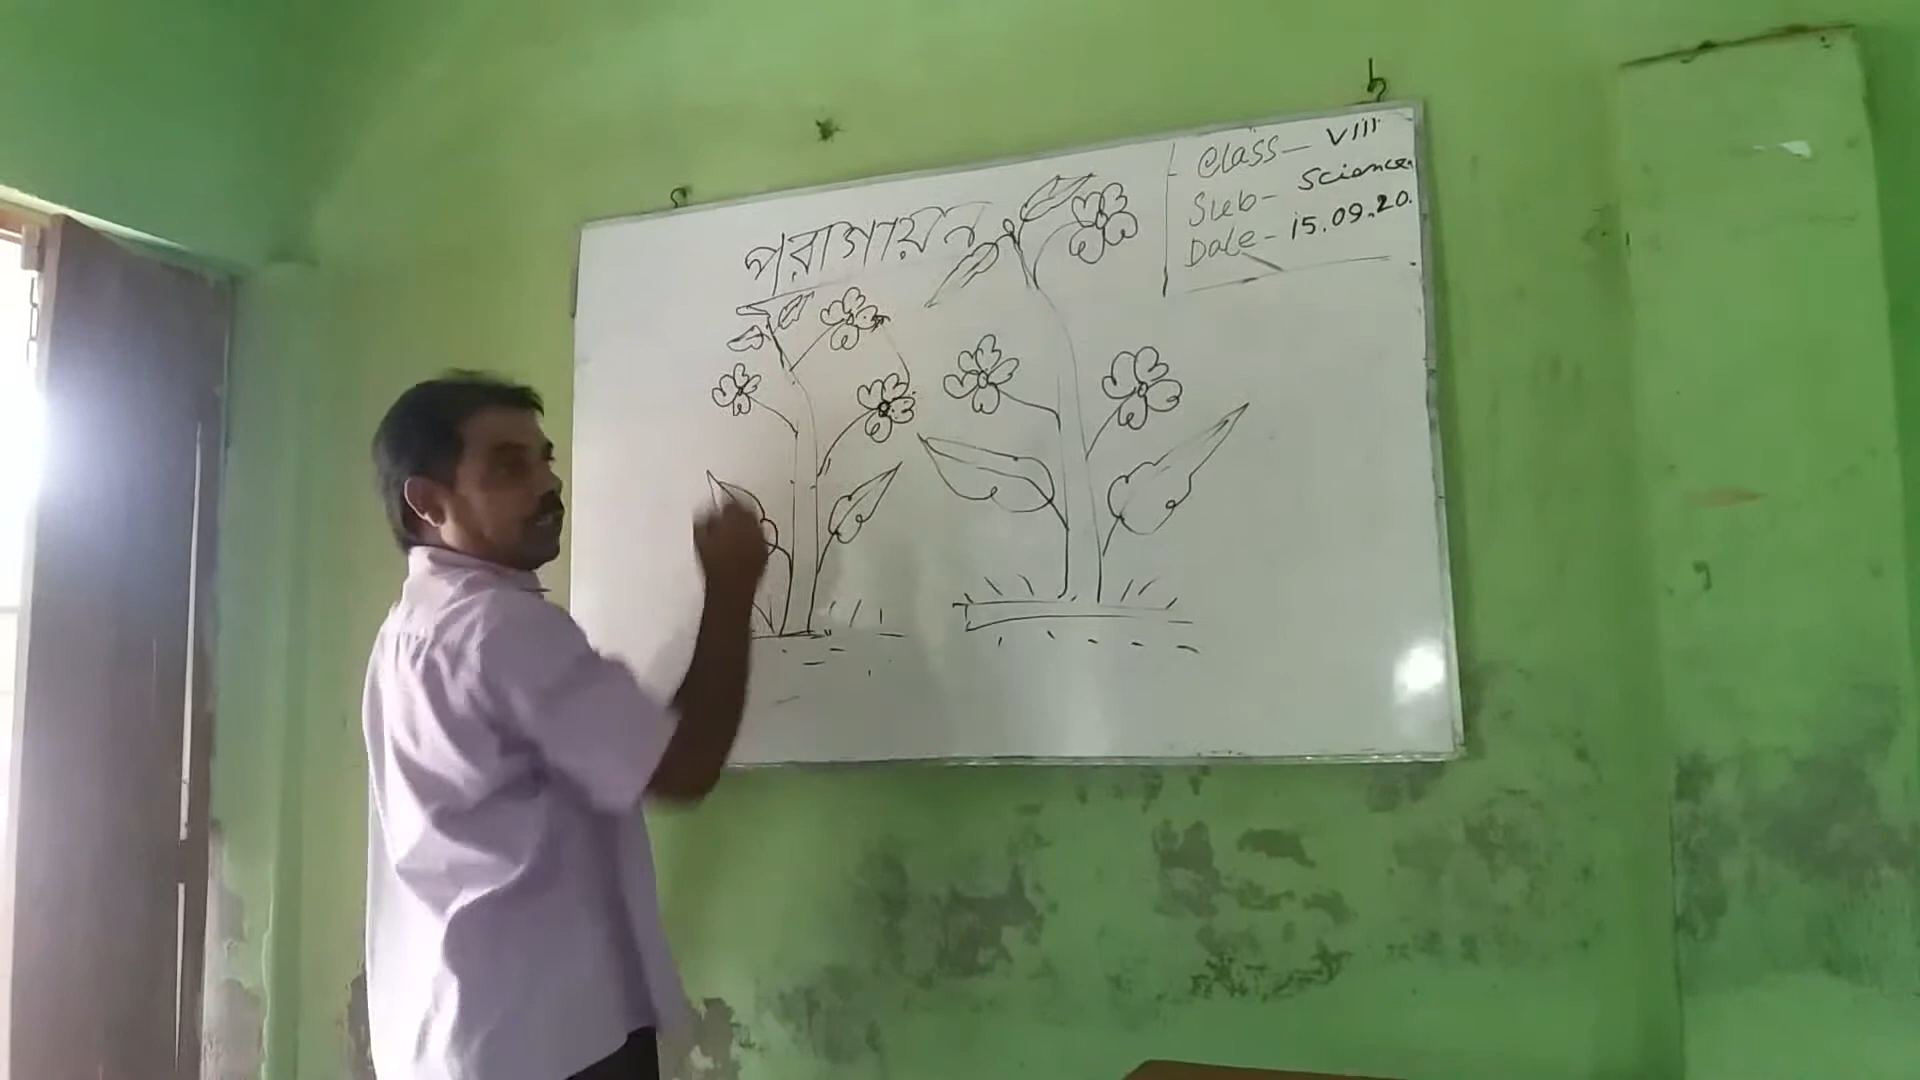 পরাগায়ন
Class - VIII
Sub - Science
Date - 15.09.20.